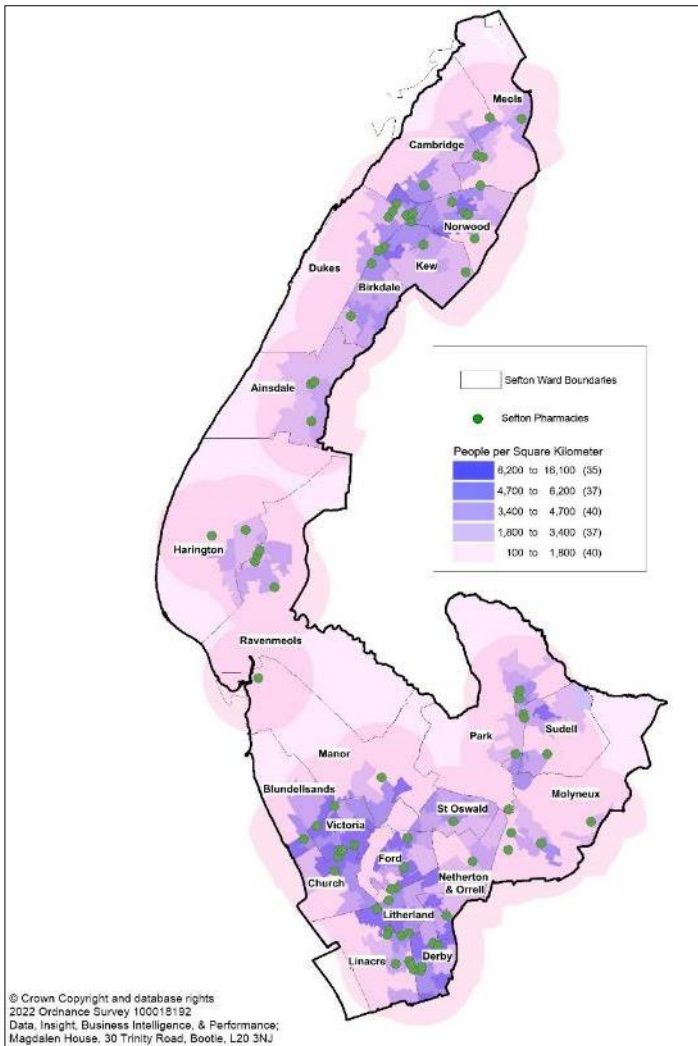 Meols
Cambridge
Norwood
Dukes
Kew
Birkdale
Ainsdale
Sefton Ward Boundaries
Sefton Pharmacies
People per Square Kilometer
6,200 to 16,100 (35)
4,700 to 6,200 (37)
3,400 to 4,700 (40)
1,800 to 3,400 (37)
100 to 1,800 (40)
Harington
Ravenmeols
Park
Sudell
Manor
Molyneux
Blundellsands
St Oswald
Victoria
Ford
Netherton
& Orrell
Church
Litherland
Linacre
Derby
© Crown Copyright and database rights
2022 Ordnance Survey 100018192
Data, Insight, Business Intelligence, & Performance;
Magdalen House, 30 Trinity Road, Bootle, L20 3NJ